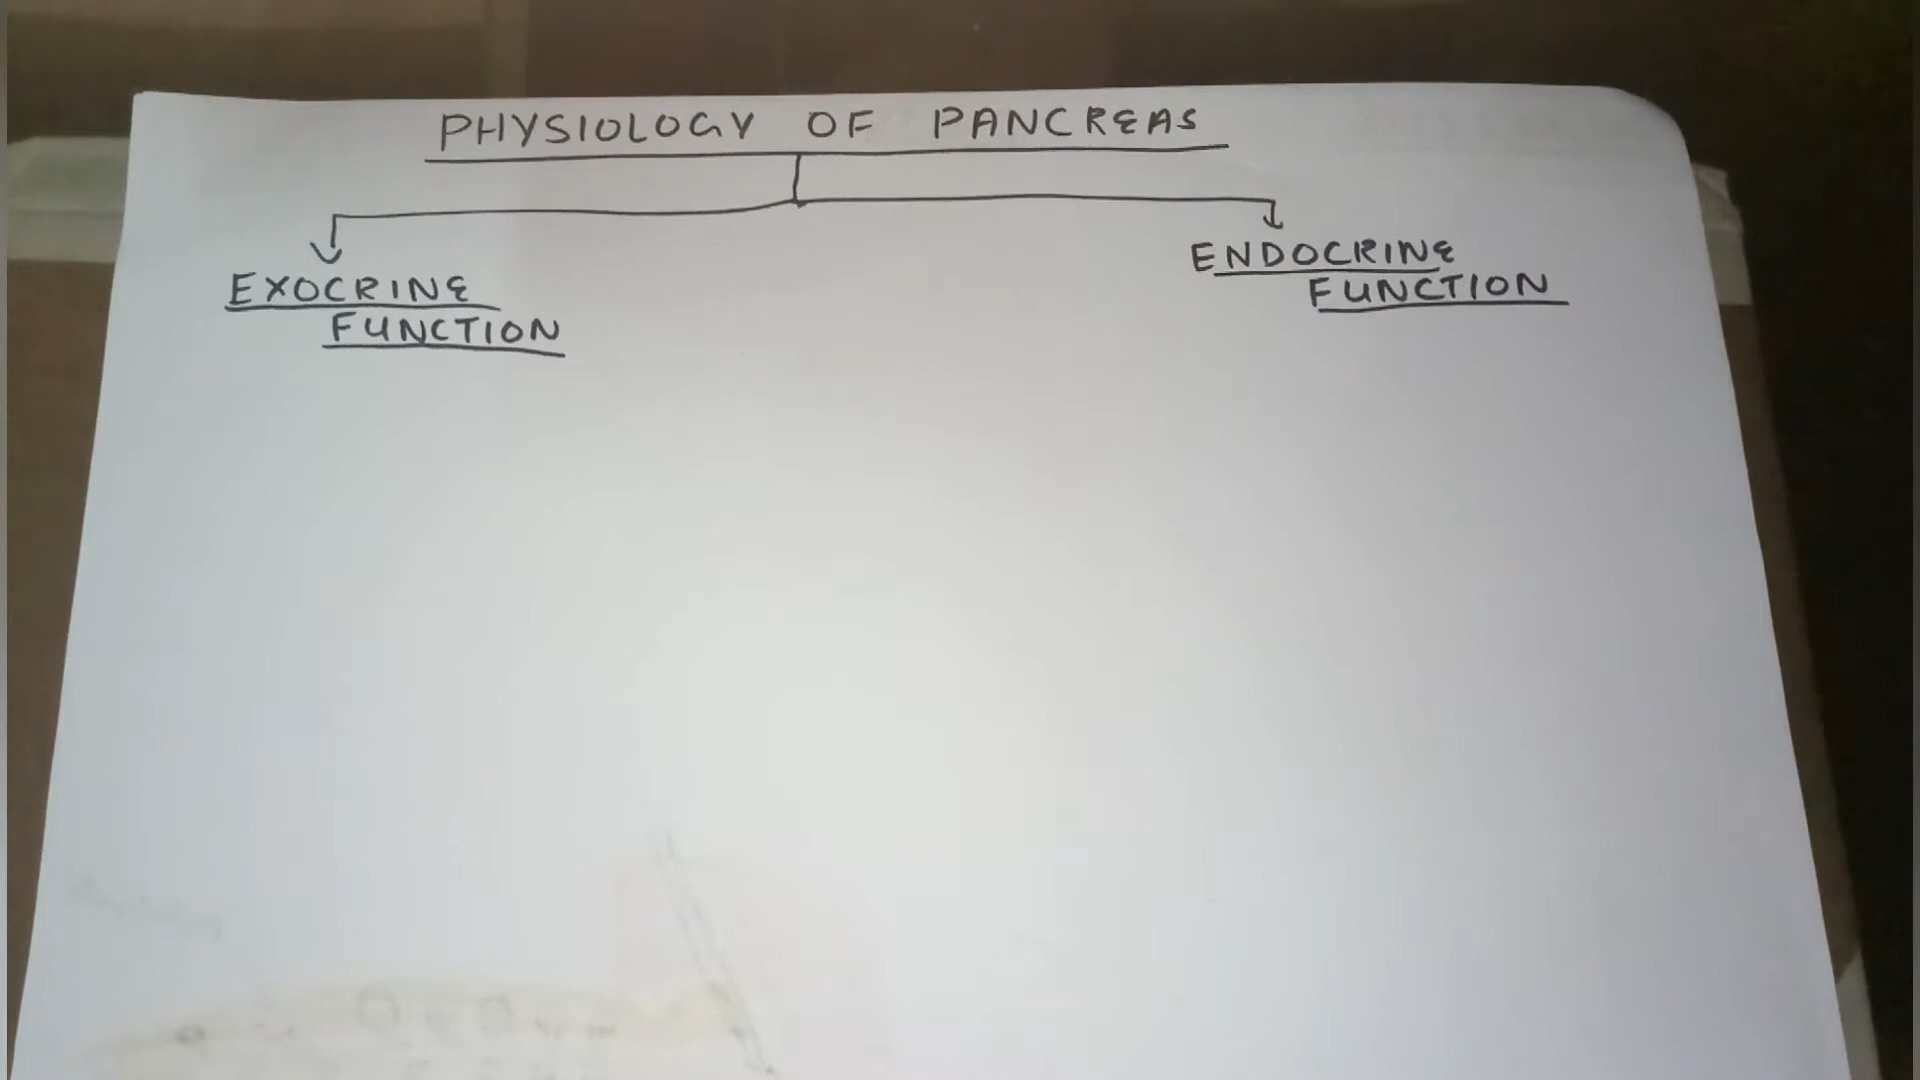 PHYSIOLOGY OF PANCREAS
EXOCRINE
FUNCTION
ENDOCRINE
FUNCTION